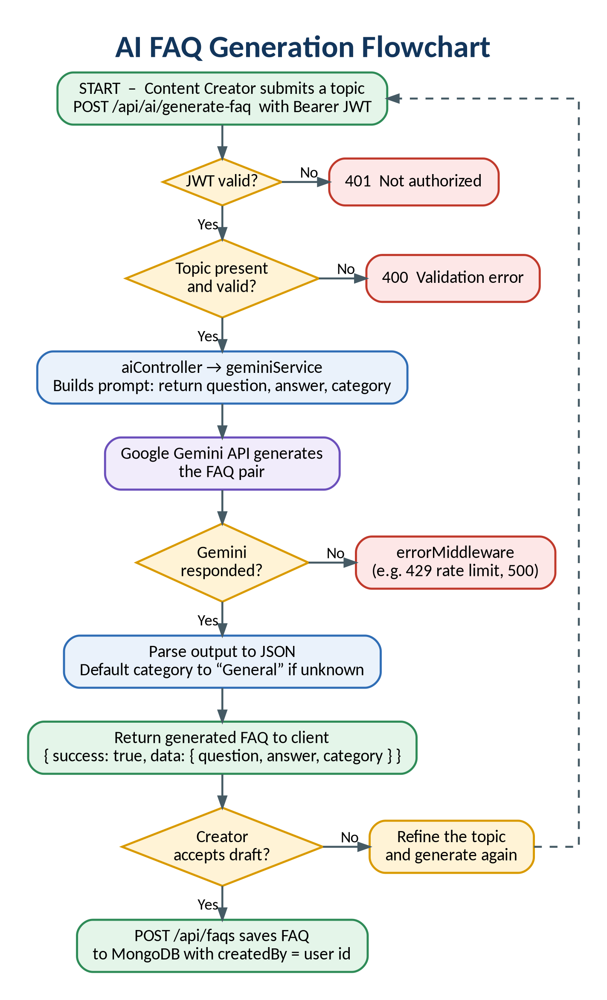 AI FAQ Generation Flowchart
START – Content Creator submits a topic
POST /api/ai/generate-faq with Bearer JWT
JWT valid?
No
401 Not authorized
Yes
Topic present
and valid?
No
400 Validation error
Yes
aiController → geminiService
Builds prompt: return question, answer, category
Google Gemini API generates
the FAQ pair
Gemini
responded?
No
errorMiddleware
(e.g. 429 rate limit, 500)
Yes
Parse output to JSON
Default category to “General” if unknown
Return generated FAQ to client
{ success: true, data: { question, answer, category } }
Creator
accepts draft?
No
Refine the topic
and generate again
Yes
POST /api/faqs saves FAQ
to MongoDB with createdBy = user id